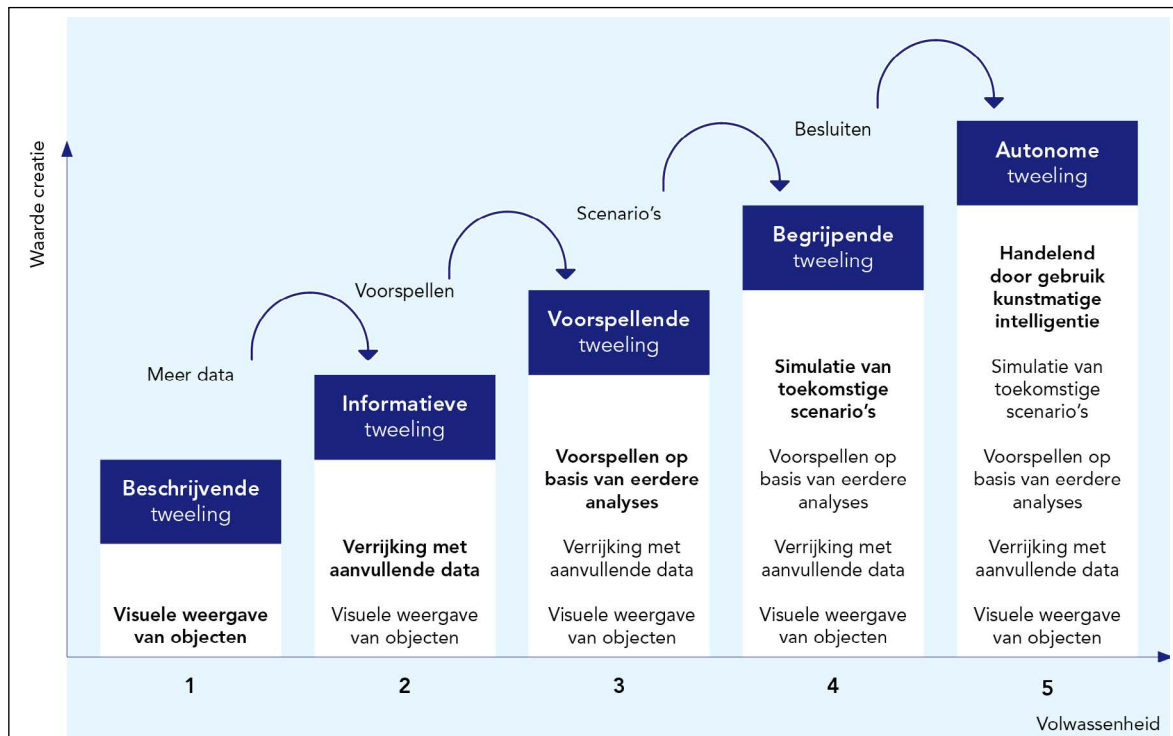 Waarde creatie
Meer data
Voorspellen
Scenario's
Besluiten
Beschrijvende
tweeling
Visuele weergave
van objecten
Informatieve
tweeling
Verrijking met
aanvullende data
Visuele weergave
van objecten
Voorspellende
tweeling
Voorspellen op
basis van eerdere
analyses
Verrijking met
aanvullende data
Visuele weergave
van objecten
Begrijpende
tweeling
Simulatie van
toekomstige
scenario's
Voorspellen op
basis van eerdere
analyses
Verrijking met
aanvullende data
Visuele weergave
van objecten
Autonome
tweeling
Handelend
door gebruik
kunstmatige
intelligentie
Simulatie van
toekomstige
scenario's
Voorspellen op
basis van eerdere
analyses
Verrijking met
aanvullende data
Visuele weergave
van objecten
1
2
3
4
5
Volwassenheid